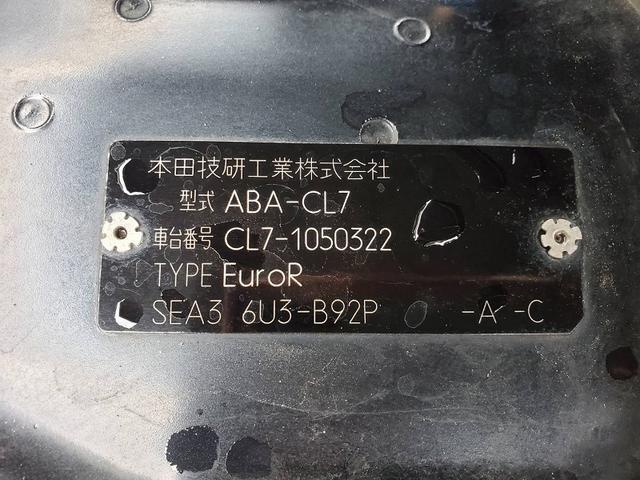 本田技研工業株式会社
型式 ABA-CL7
車台番号 CL7-1050322
TYPE EuroR
SEA3 6U3-B92P -A -C